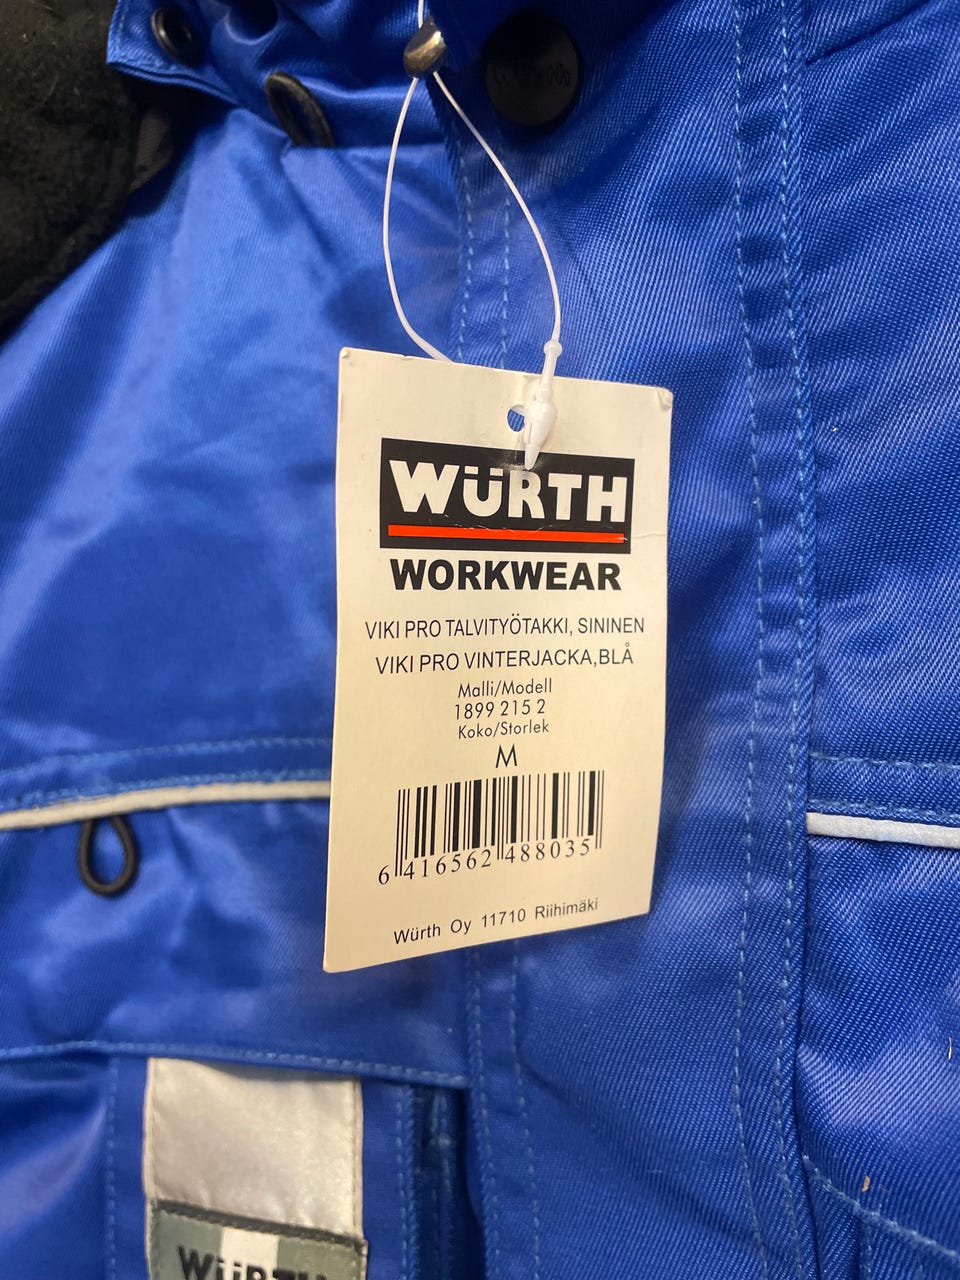 WÜRTH
WORKWEAR
VIKI PRO TALVITYÖTAKKI, SININEN
VIKI PRO VINTERJACKA,BLÅ
Malli/Modell
1899 215 2
Koko/Storlek
M
6 416562 488035
Würth Oy 11710 Riihimäki
WÜRTH